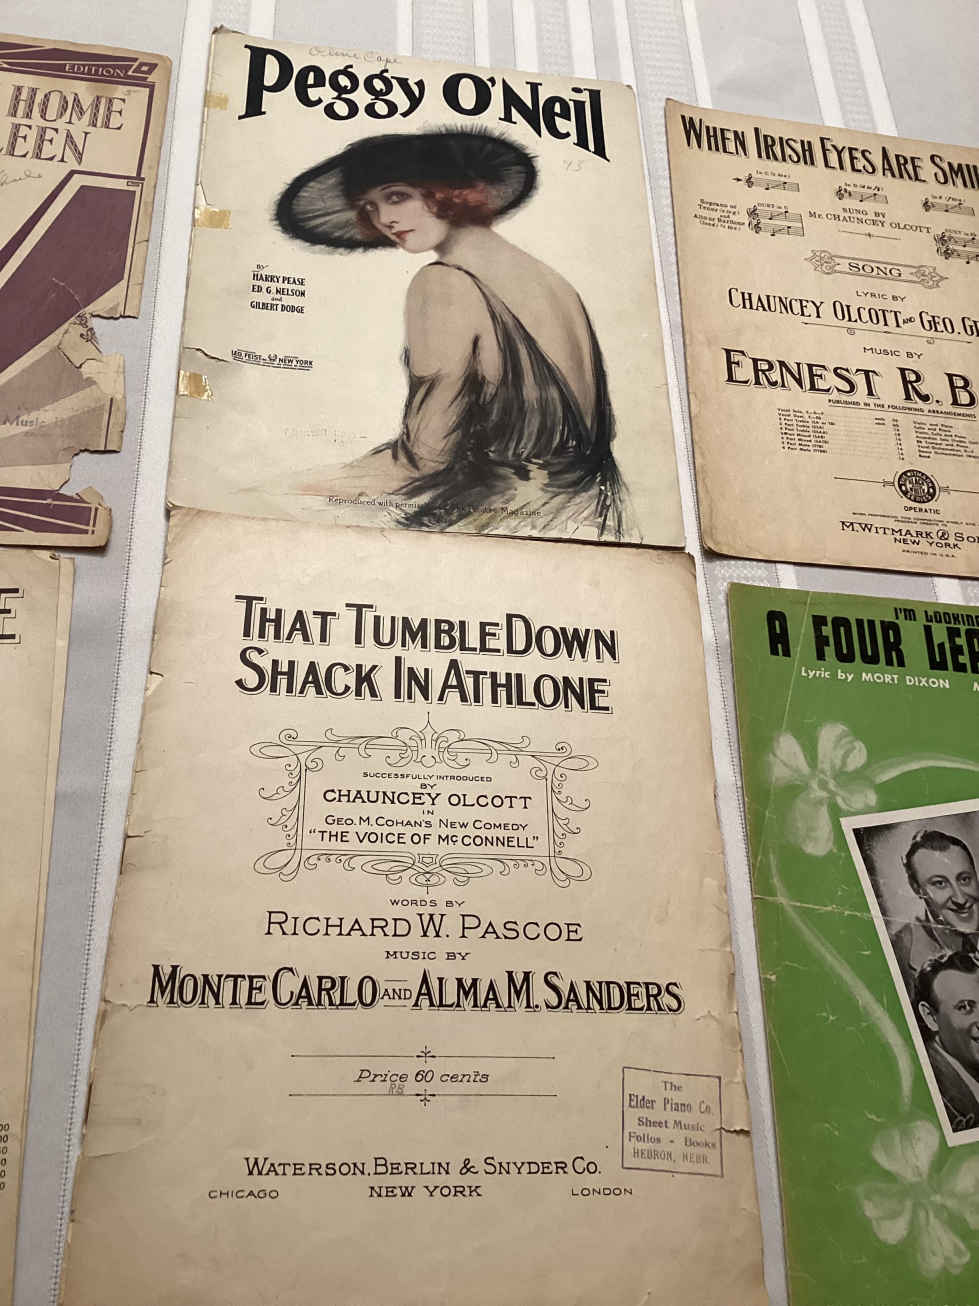 EDITION
HOME
LEEN
Music
Peggy O'Neil
'43
BY
HARRY PEASE
ED. G. NELSON
and
GILBERT DODGE
LEO. FEIST NEW YORK
Reproduced with
Magazine
WHEN IRISH EYES ARE SMI
SUNG BY
MR. CHAUNCEY OLCOTT
SONG
LYRIC BY
CHAUNCEY OLCOTT AND GEO. G
MUSIC BY
ERNEST R. B
PUBLISHED IN THE FOLLOWING ARRANGEMENTS
OPERATIC
M. WITMARK & SON
NEW YORK
PRINTED IN U.S.A.
E
THAT TUMBLE DOWN
SHACK IN ATHLONE
SUCCESSFULLY INTRODUCED
BY
CHAUNCEY OLCOTT
IN
GEO. M. COHAN'S NEW COMEDY
"THE VOICE OF McCONNELL"
WORDS BY
RICHARD W. PASCOE
MUSIC BY
MONTE CARLO AND ALMA M. SANDERS
Price 60 cents
RB
The
Elder Piano Co.
Sheet Music
Folios - Books
HEBRON, NEBR.
WATERSON, BERLIN & SNYDER CO.
CHICAGO NEW YORK LONDON
I'M LOOKING
A FOUR LEA
Lyric by MORT DIXON